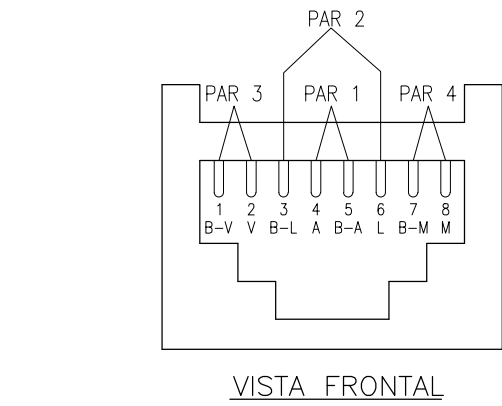 PAR 2
PAR 3 PAR 1 PAR 4
1 2 3 4 5 6 7 8
B-V V B-L A B-A L B-M M
VISTA FRONTAL